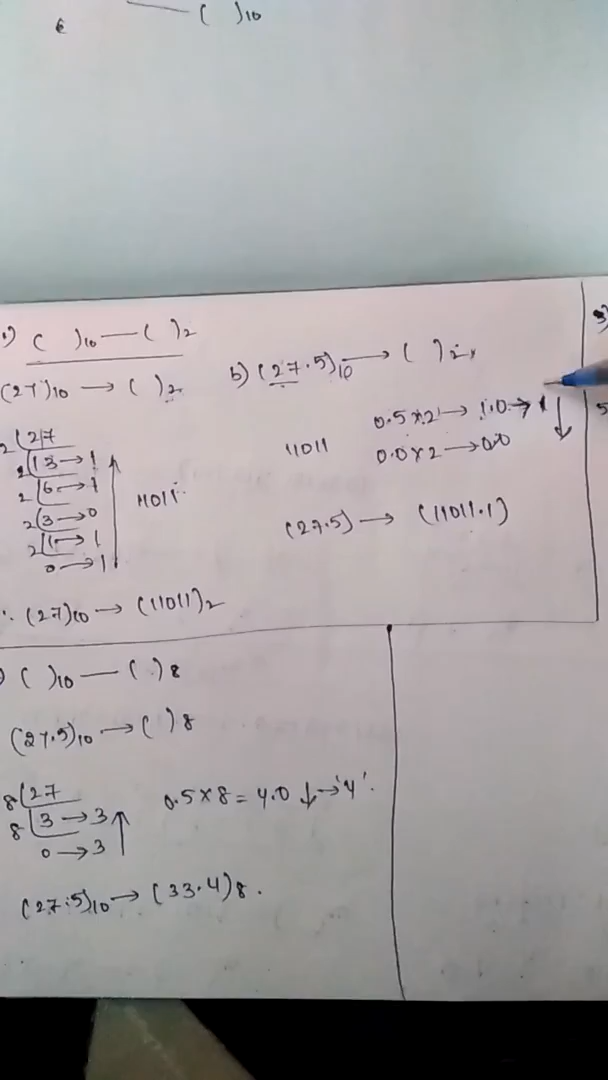 ( )10
1) ( )10 — ( )2
(27)10 → ( )2
2 27
2 13 → 1
2 6 → 1
2 3 → 0
2 1 → 1
0 → 1
11011
∴ (27)10 → (11011)2
b) (27.5)10 → ( )2
0.5×2 → 1.0 → 1
11011
0.0×2 → 0.0
(27.5) → (11011.1)
3)
5
) ( )10 — ( )8
(27.5)10 → ( )8
8 27
8 3 → 3
0 → 3
0.5×8 = 4.0 ↓ → '4'.
(27.5)10 → (33.4)8.